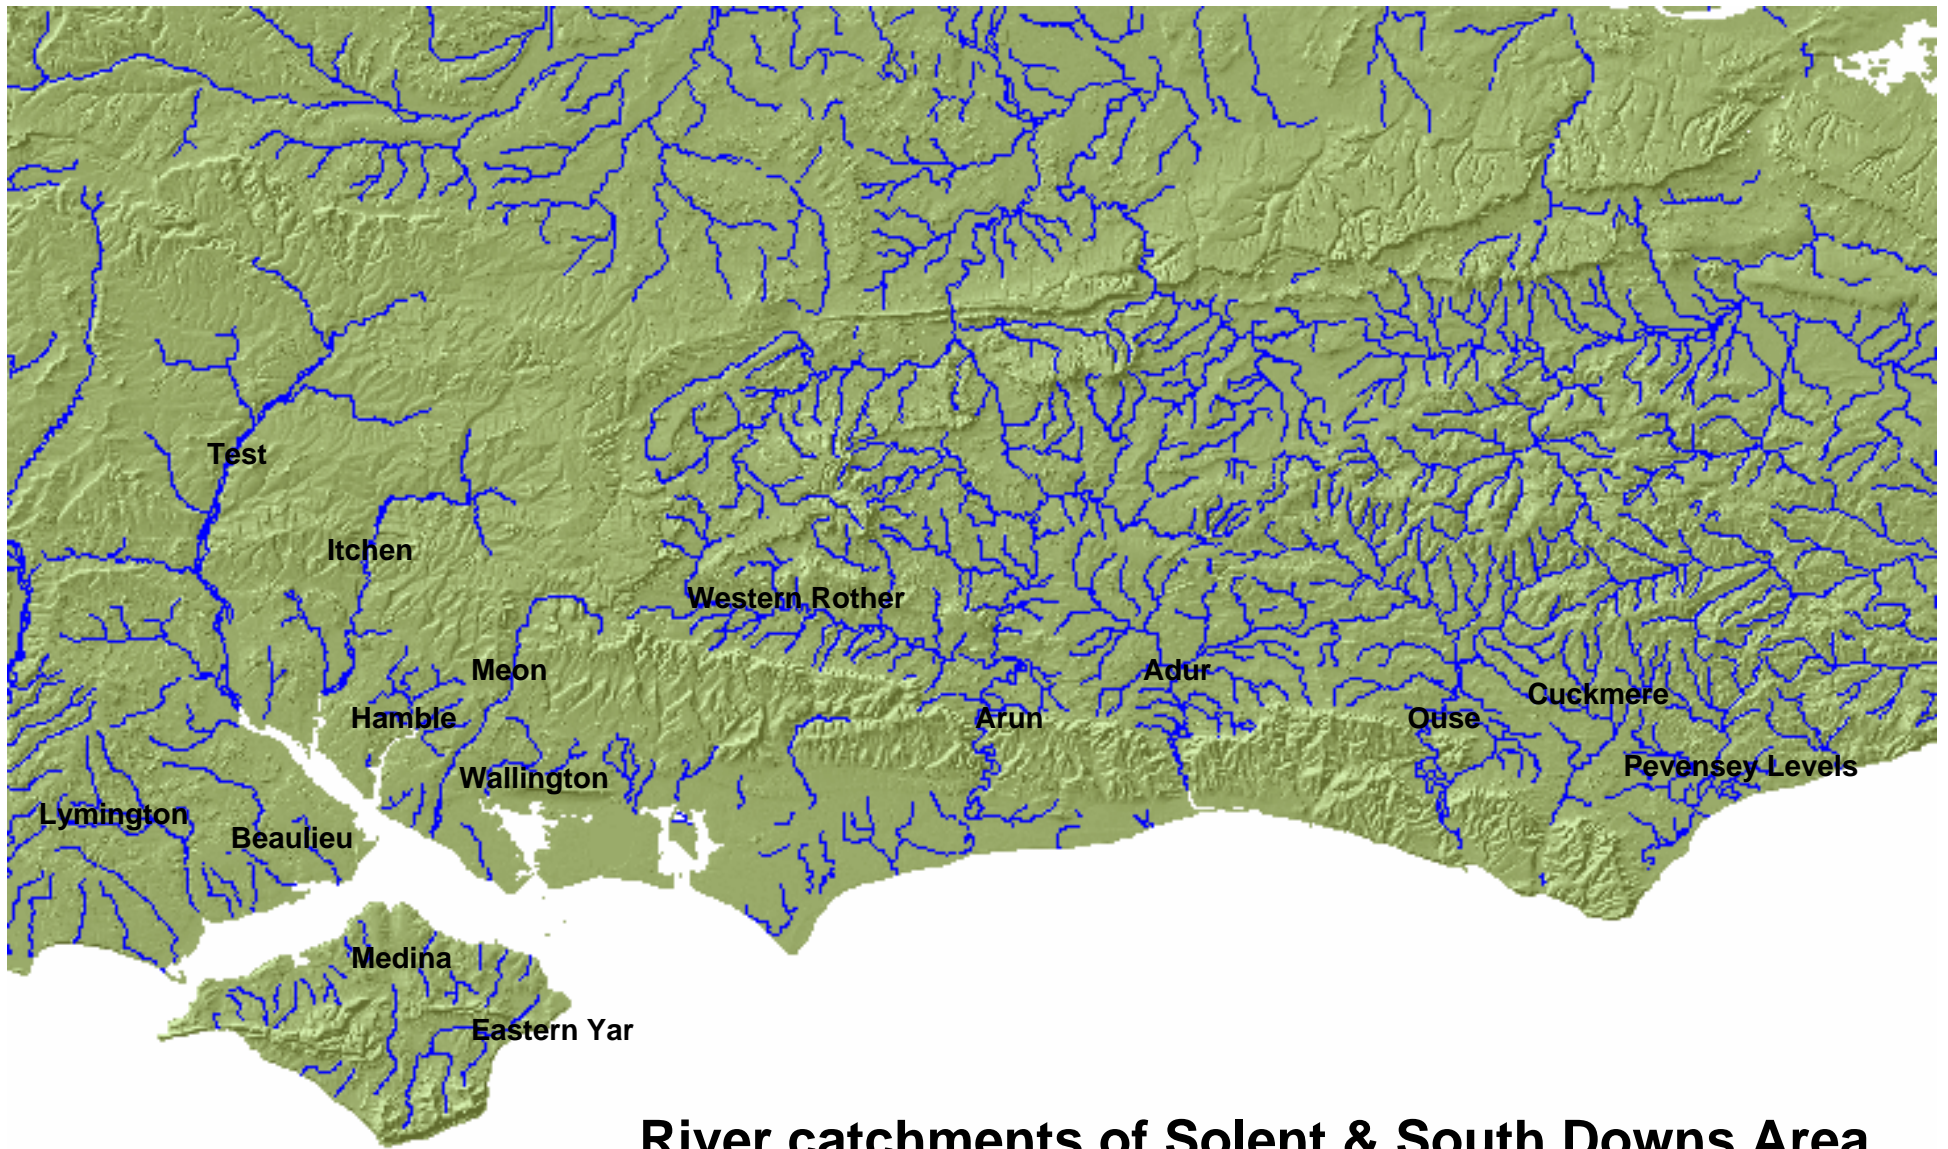 Test
Itchen
Western Rother
Meon
Adur
Cuckmere
Hamble
Arun
Ouse
Wallington
Pevensey Levels
Lymington
Beaulieu
Medina
Eastern Yar
River catchments of Solent & South Downs Area